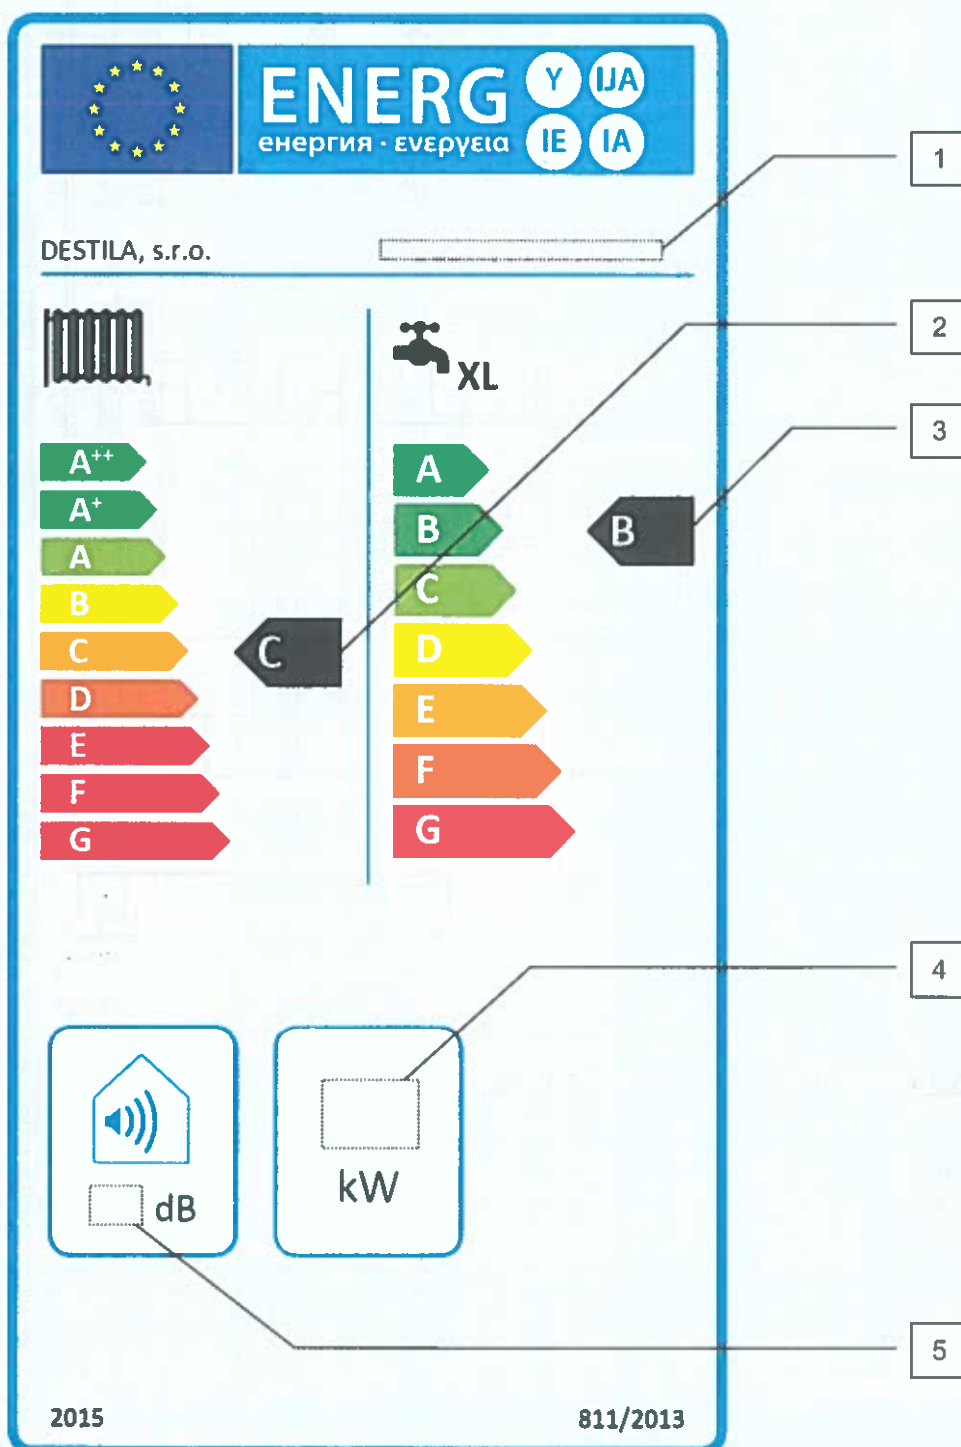 ENERG Y IJA
енергия · ενεργεια IE IA
1
DESTILA, s.r.o.
2
XL
3
A++
A+
A
B
C
D
E
F
G
C
A
B
C
D
E
F
G
B
4
dB
kW
5
2015
811/2013